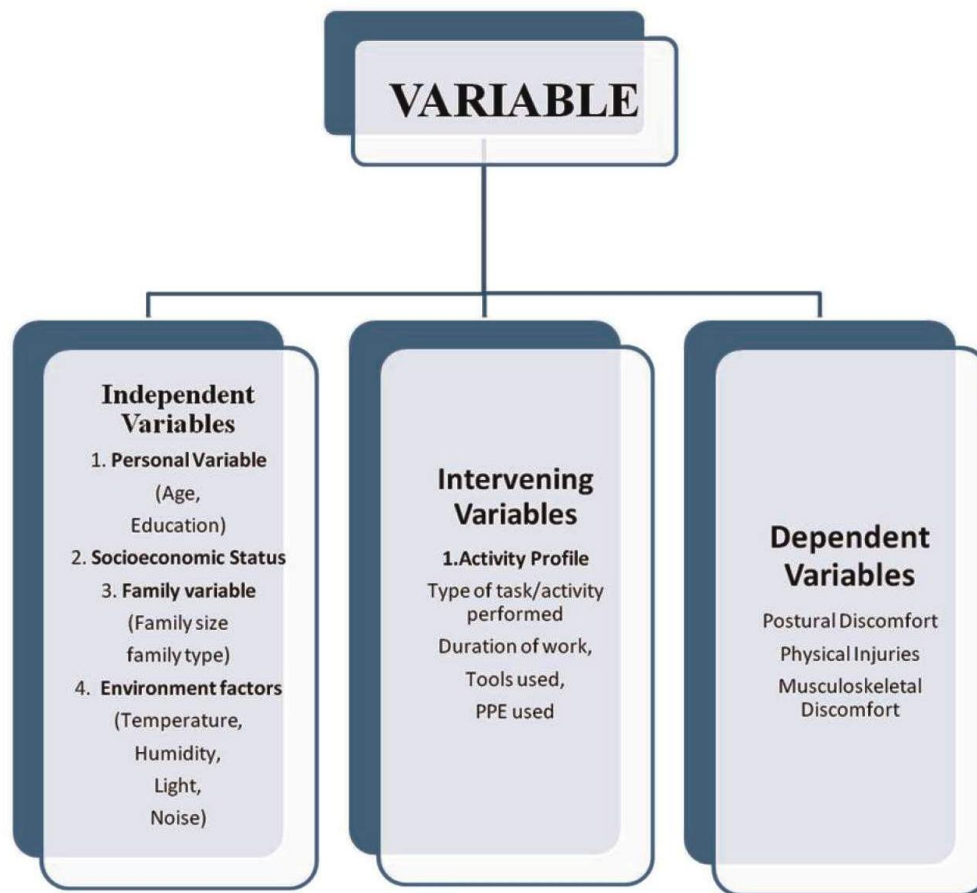 VARIABLE
Independent
Variables
1. Personal Variable
(Age,
Education)
2. Socioeconomic Status
3. Family variable
(Family size
family type)
4. Environment factors
(Temperature,
Humidity,
Light,
Noise)
Intervening
Variables
1.Activity Profile
Type of task/activity
performed
Duration of work,
Tools used,
PPE used
Dependent
Variables
Postural Discomfort
Physical Injuries
Musculoskeletal
Discomfort